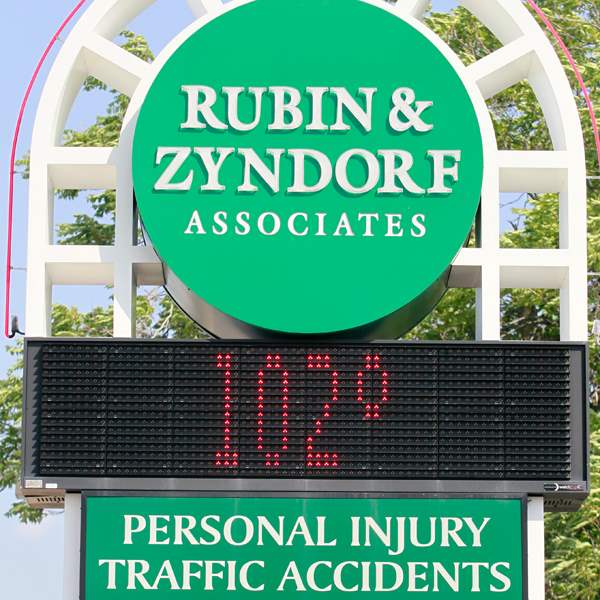 RUBIN &
ZYNDORF
ASSOCIATES
102°
PERSONAL INJURY
TRAFFIC ACCIDENTS